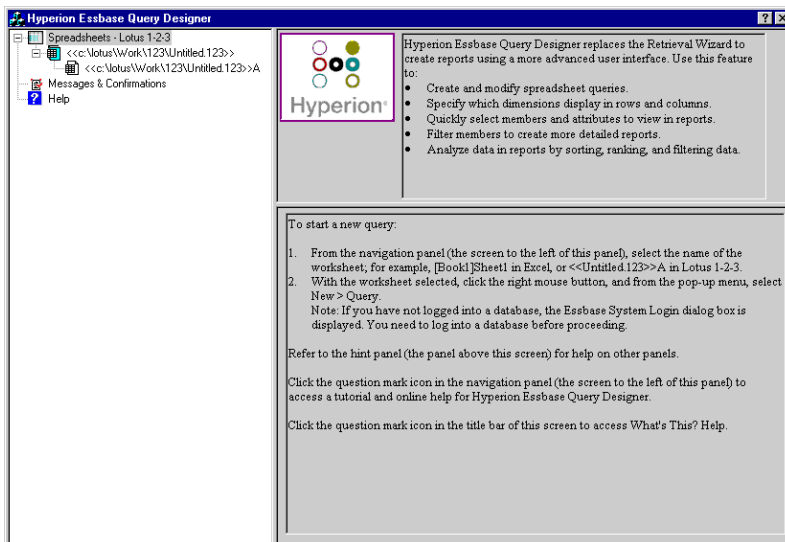 Hyperion Essbase Query Designer
Spreadsheets - Lotus 1-2-3
<<c:\lotus\Work\123\Untitled.123>>
<<c:\lotus\Work\123\Untitled.123>>A
Messages & Confirmations
Help
Hyperion
Hyperion Essbase Query Designer replaces the Retrieval Wizard to
create reports using a more advanced user interface. Use this feature
to:
• Create and modify spreadsheet queries.
• Specify which dimensions display in rows and columns.
• Quickly select members and attributes to view in reports.
• Filter members to create more detailed reports.
• Analyze data in reports by sorting, ranking, and filtering data.
To start a new query:
1. From the navigation panel (the screen to the left of this panel), select the name of the
worksheet; for example, [Book1]Sheet1 in Excel, or <<Untitled.123>>A in Lotus 1-2-3.
2. With the worksheet selected, click the right mouse button, and from the pop-up menu, select
New > Query.
Note: If you have not logged into a database, the Essbase System Login dialog box is
displayed. You need to log into a database before proceeding.
Refer to the hint panel (the panel above this screen) for help on other panels.
Click the question mark icon in the navigation panel (the screen to the left of this panel) to
access a tutorial and online help for Hyperion Essbase Query Designer.
Click the question mark icon in the title bar of this screen to access What's This? Help.